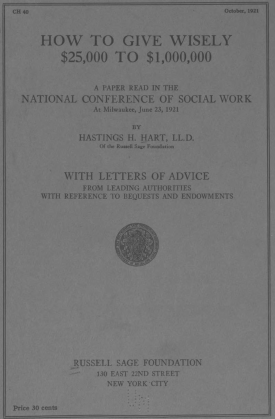 CH 42
October, 1921
HOW TO GIVE WISELY
$25,000 TO $1,000,000
A PAPER READ IN THE
NATIONAL CONFERENCE OF SOCIAL WORK
At Milwaukee, June 25, 1921
BY
HASTINGS H. HART, LL.D.
Of the Russell Sage Foundation
WITH LETTERS OF ADVICE
FROM LEADING AUTHORITIES
WITH REFERENCE TO BEQUESTS AND ENDOWMENTS
RUSSELL SAGE FOUNDATION
130 EAST 22ND STREET
NEW YORK CITY
Price 30 cents